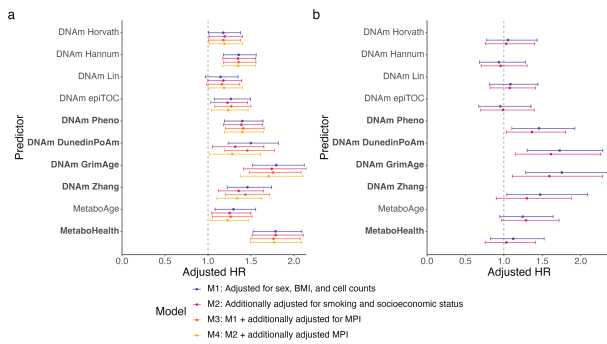 a
b
Predictor
DNAm Horvath
DNAm Hannum
DNAm Lin
DNAm epiTOC
DNAm Pheno
DNAm DunedinPoAm
DNAm GrimAge
DNAm Zhang
MetaboAge
MetaboHealth
0.0 0.5 1.0 1.5 2.0
Adjusted HR
Predictor
DNAm Horvath
DNAm Hannum
DNAm Lin
DNAm epiTOC
DNAm Pheno
DNAm DunedinPoAm
DNAm GrimAge
DNAm Zhang
MetaboAge
MetaboHealth
0.0 0.5 1.0 1.5 2.0
Adjusted HR
Model
M1: Adjusted for sex, BMI, and cell counts
M2: Additionally adjusted for smoking and socioeconomic status
M3: M1 + additionally adjusted for MPI
M4: M2 + additionally adjusted MPI